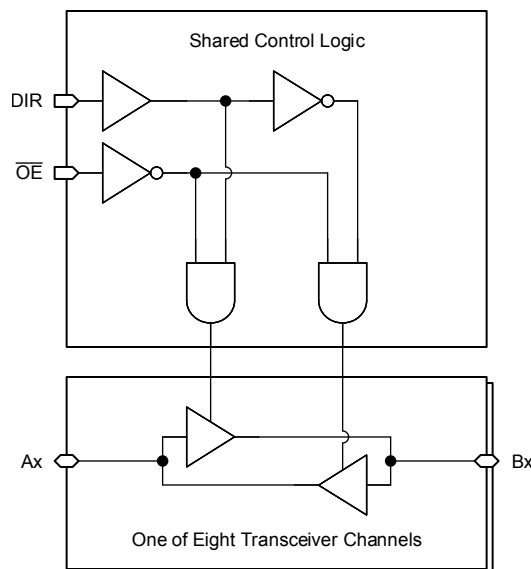 Shared Control Logic
DIR
OE
Ax
Bx
One of Eight Transceiver Channels